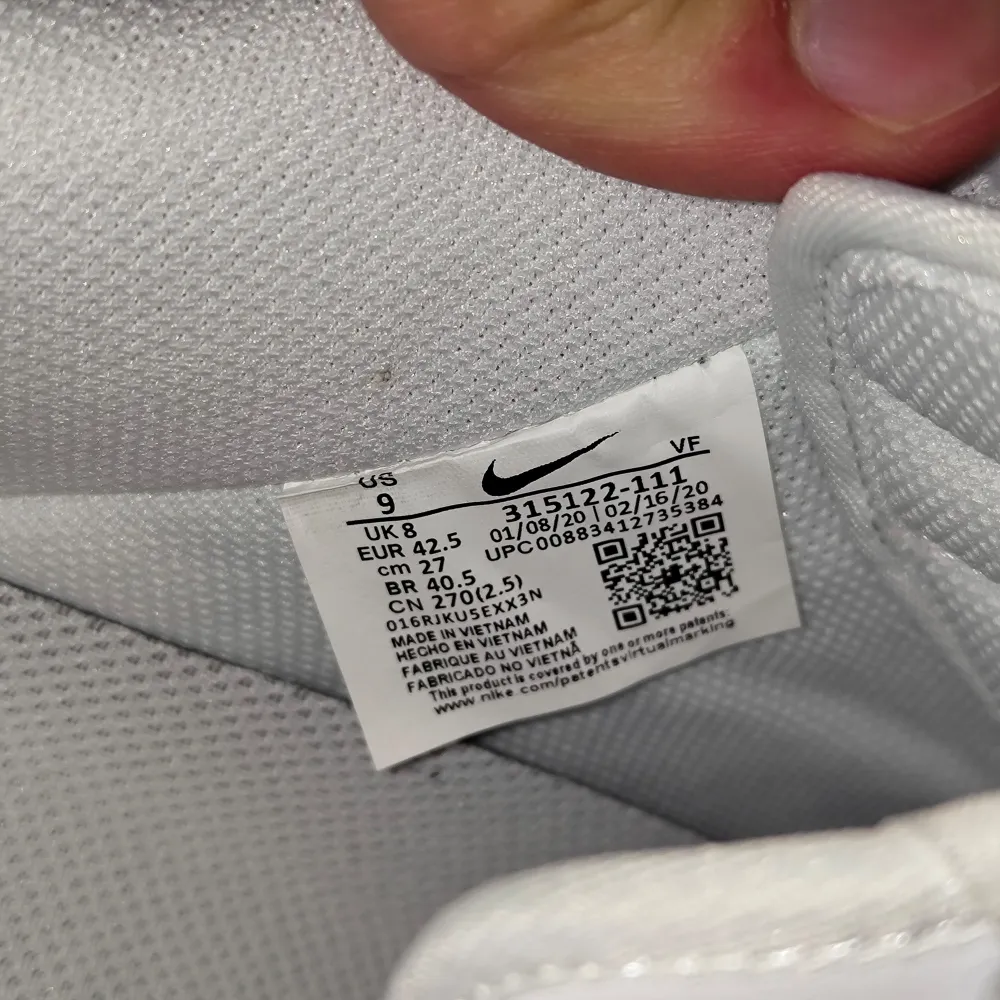 US
9
VF
UK 8
EUR 42.5
cm 27
BR 40.5
CN 270(2.5)
315122-111
01/08/20 | 02/16/20
UPC00883412735384
016RJKU5EXX3N
MADE IN VIETNAM
HECHO EN VIETNAM
FABRIQUE AU VIETNAM
FABRICADO NO VIETNÃ
This product is covered by one or more patents:
www.nike.com/patentsvirtualmarking